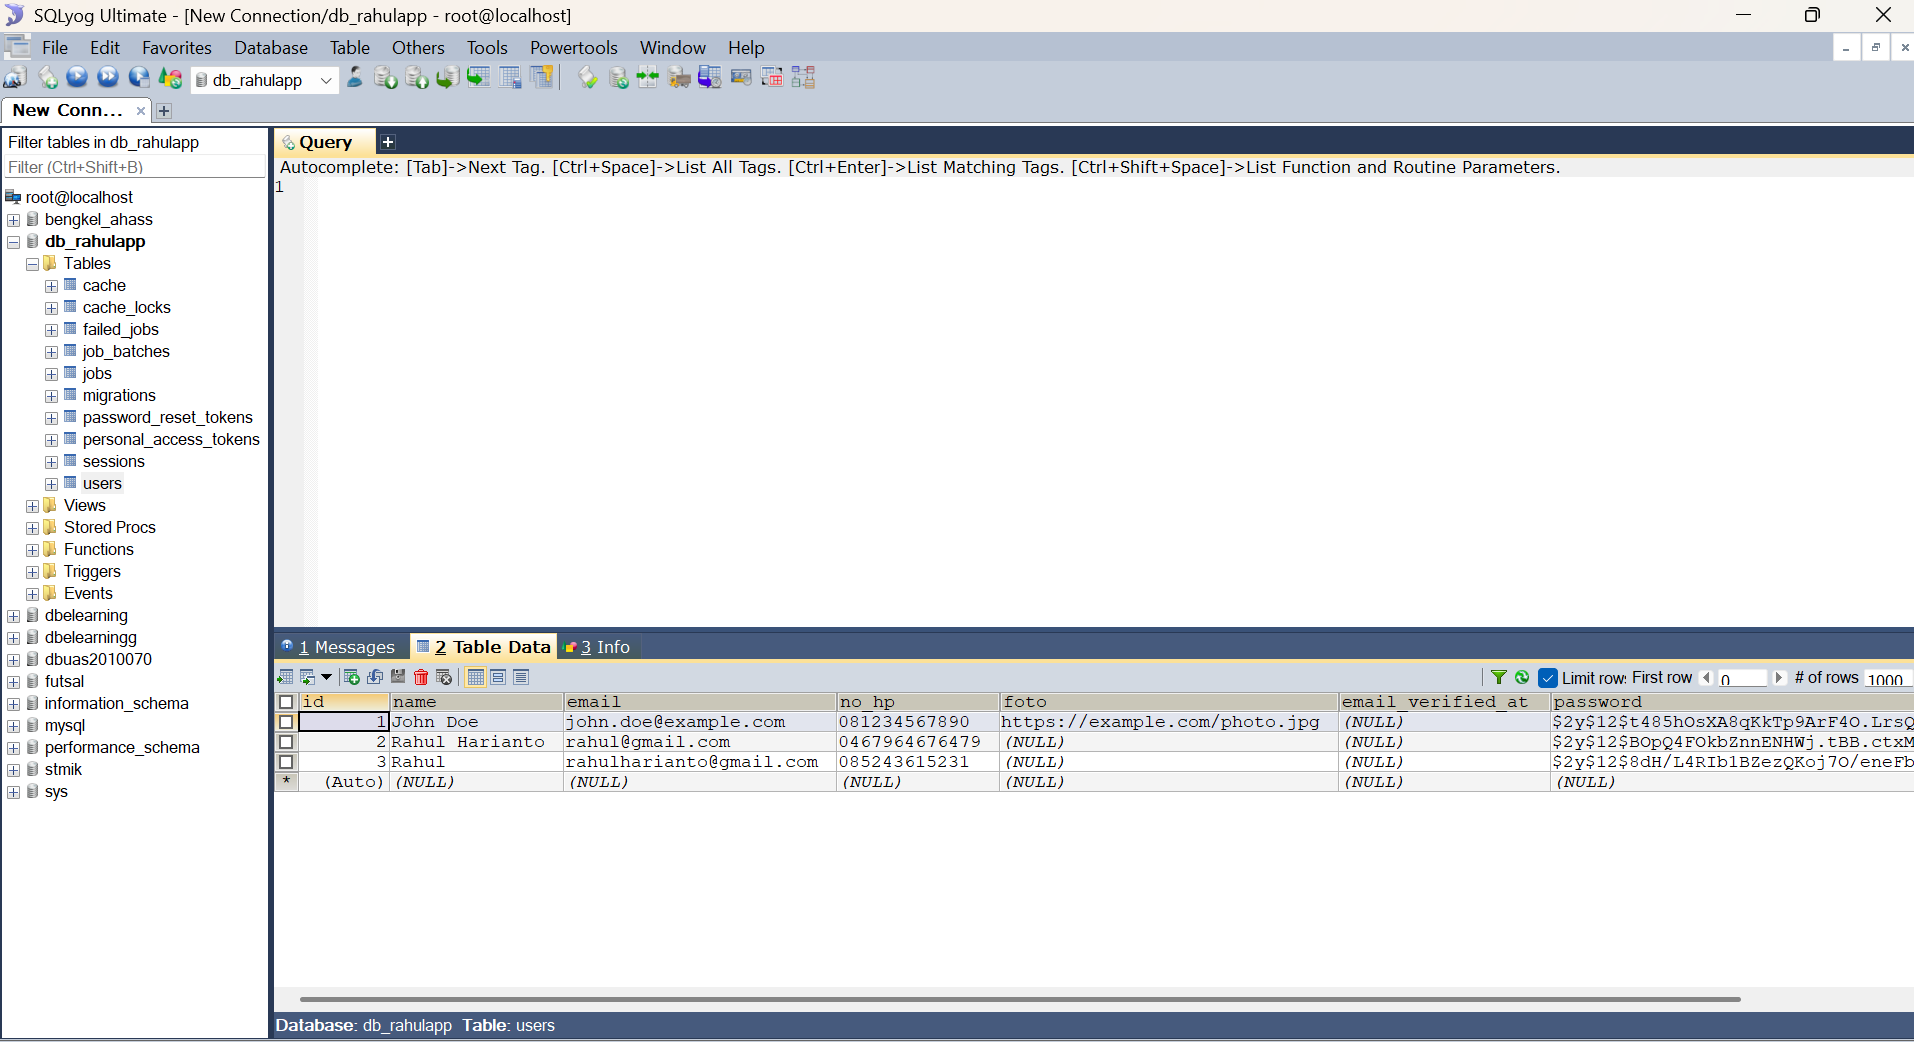 SQLyog Ultimate - [New Connection/db_rahulapp - root@localhost]
File Edit Favorites Database Table Others Tools Powertools Window Help
db_rahulapp
New Conn...
Filter tables in db_rahulapp
Filter (Ctrl+Shift+B)
root@localhost
bengkel_ahass
db_rahulapp
Tables
cache
cache_locks
failed_jobs
job_batches
jobs
migrations
password_reset_tokens
personal_access_tokens
sessions
users
Views
Stored Procs
Functions
Triggers
Events
dbelearning
dbelearningg
dbuas2010070
futsal
information_schema
mysql
performance_schema
stmik
sys
Query
Autocomplete: [Tab]->Next Tag. [Ctrl+Space]->List All Tags. [Ctrl+Enter]->List Matching Tags. [Ctrl+Shift+Space]->List Function and Routine Parameters.
1
1 Messages 2 Table Data 3 Info
Limit row First row 0 # of rows 1000
id name email no_hp foto email_verified_at password
1 John Doe john.doe@example.com 081234567890 https://example.com/photo.jpg (NULL) $2y$12$t485hOsXA8qKkTp9ArF4O.LrsQ
2 Rahul Harianto rahul@gmail.com 0467964676479 (NULL) (NULL) $2y$12$BOpQ4FOkbZnnENHWj.tBB.ctxM
3 Rahul rahulharianto@gmail.com 085243615231 (NULL) (NULL) $2y$12$8dH/L4RIb1BZezQKoj7O/eneFb
* (Auto) (NULL) (NULL) (NULL) (NULL) (NULL) (NULL)
Database: db_rahulapp Table: users